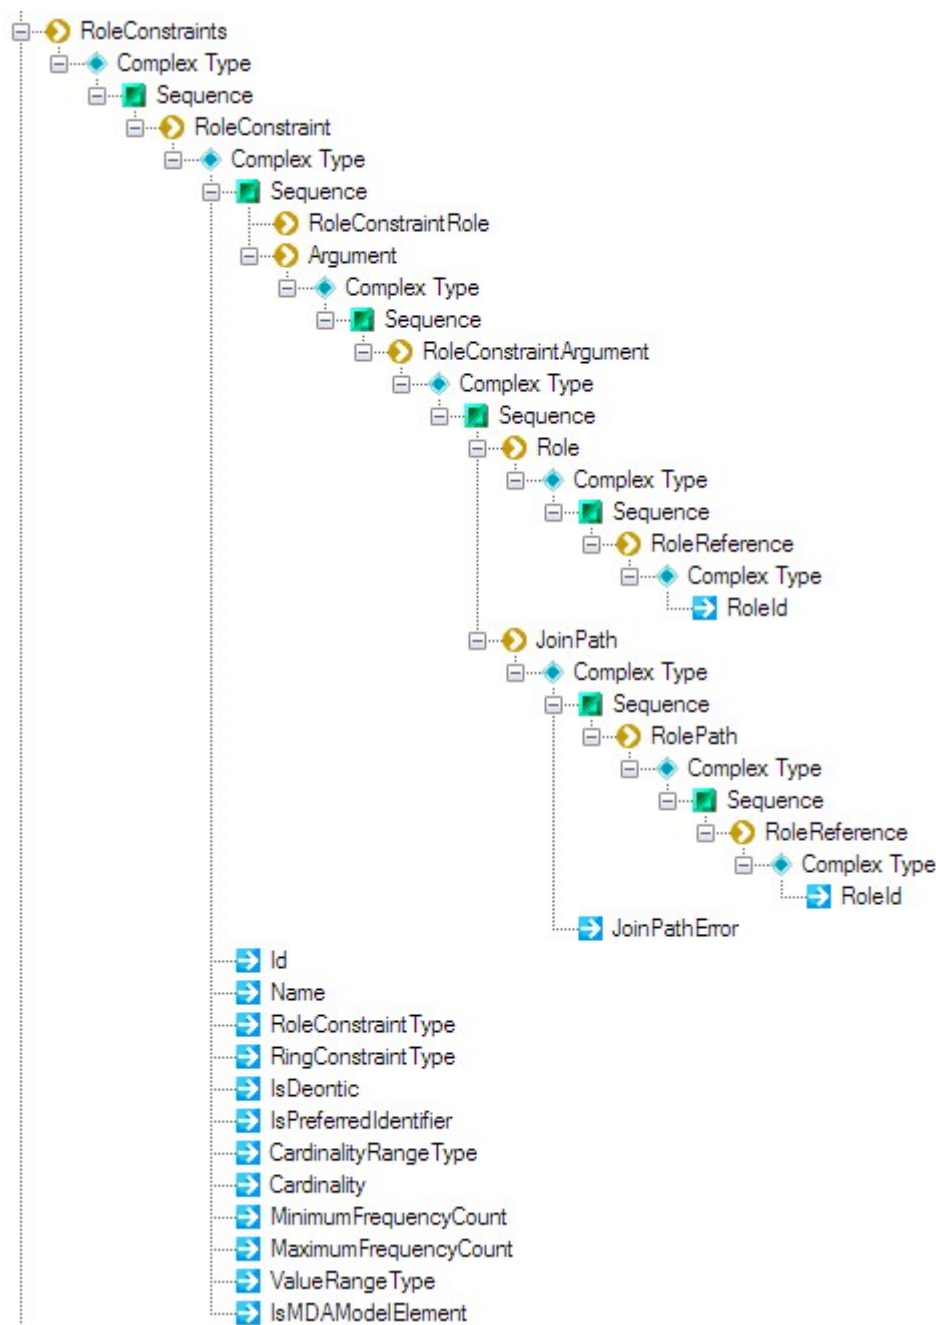 RoleConstraints
Complex Type
Sequence
RoleConstraint
Complex Type
Sequence
RoleConstraintRole
Argument
Complex Type
Sequence
RoleConstraintArgument
Complex Type
Sequence
Role
Complex Type
Sequence
RoleReference
Complex Type
RoleId
JoinPath
Complex Type
Sequence
RolePath
Complex Type
Sequence
RoleReference
Complex Type
RoleId
JoinPathError
Id
Name
RoleConstraintType
RingConstraintType
IsDeontic
IsPreferredIdentifier
CardinalityRangeType
Cardinality
MinimumFrequencyCount
MaximumFrequencyCount
ValueRangeType
IsMDAModelElement